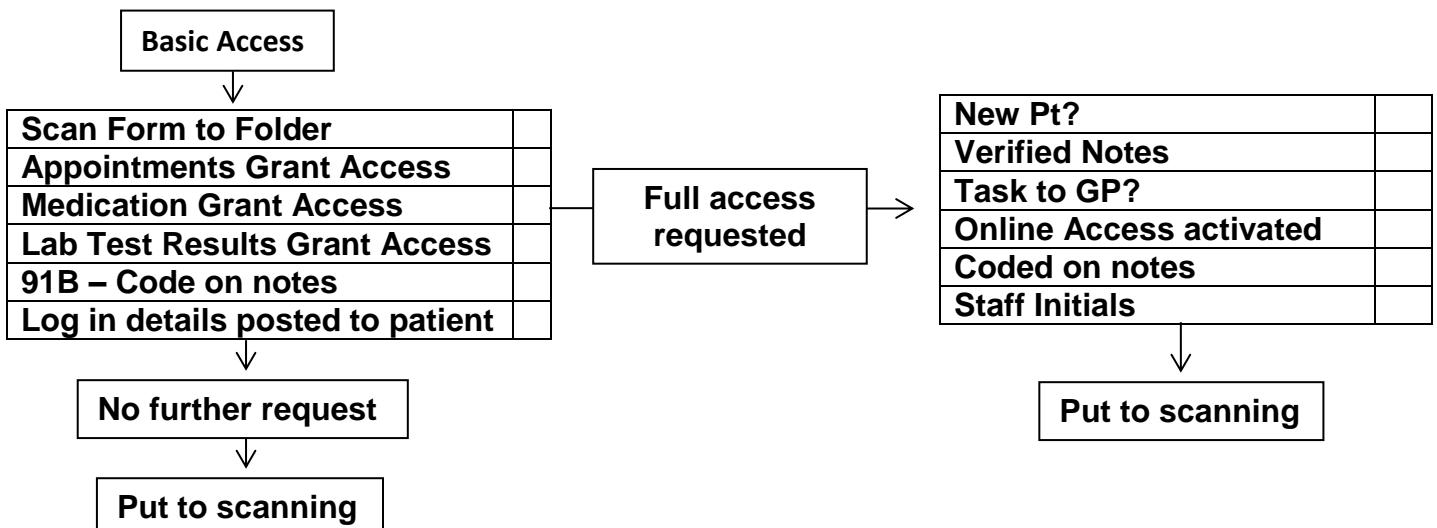 Basic Access
Scan Form to Folder
Appointments Grant Access
Medication Grant Access
Lab Test Results Grant Access
91B – Code on notes
Log in details posted to patient
No further request
Put to scanning
Full access
requested
New Pt?
Verified Notes
Task to GP?
Online Access activated
Coded on notes
Staff Initials
Put to scanning